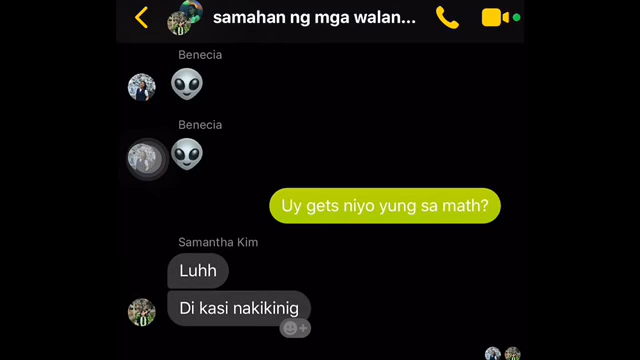 samahan ng mga walan...
Benecia
Benecia
Uy gets niyo yung sa math?
Samantha Kim
Luhh
Di kasi nakikinig